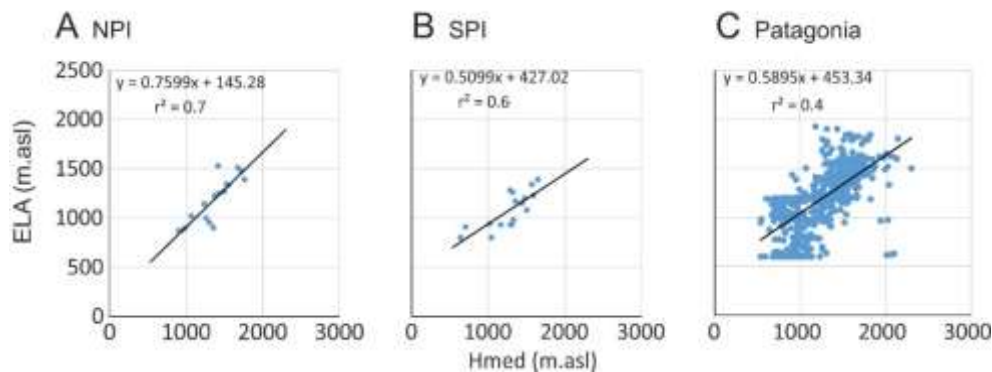 A NPI
B SPI
C Patagonia
y = 0.7599x + 145.28
r² = 0.7
y = 0.5099x + 427.02
r² = 0.6
y = 0.5895x + 453.34
r² = 0.4
ELA (m.asl)
2500
2000
1500
1000
500
0
0 1000 2000 3000
0 1000 2000 3000
0 1000 2000 3000
Hmed (m.asl)